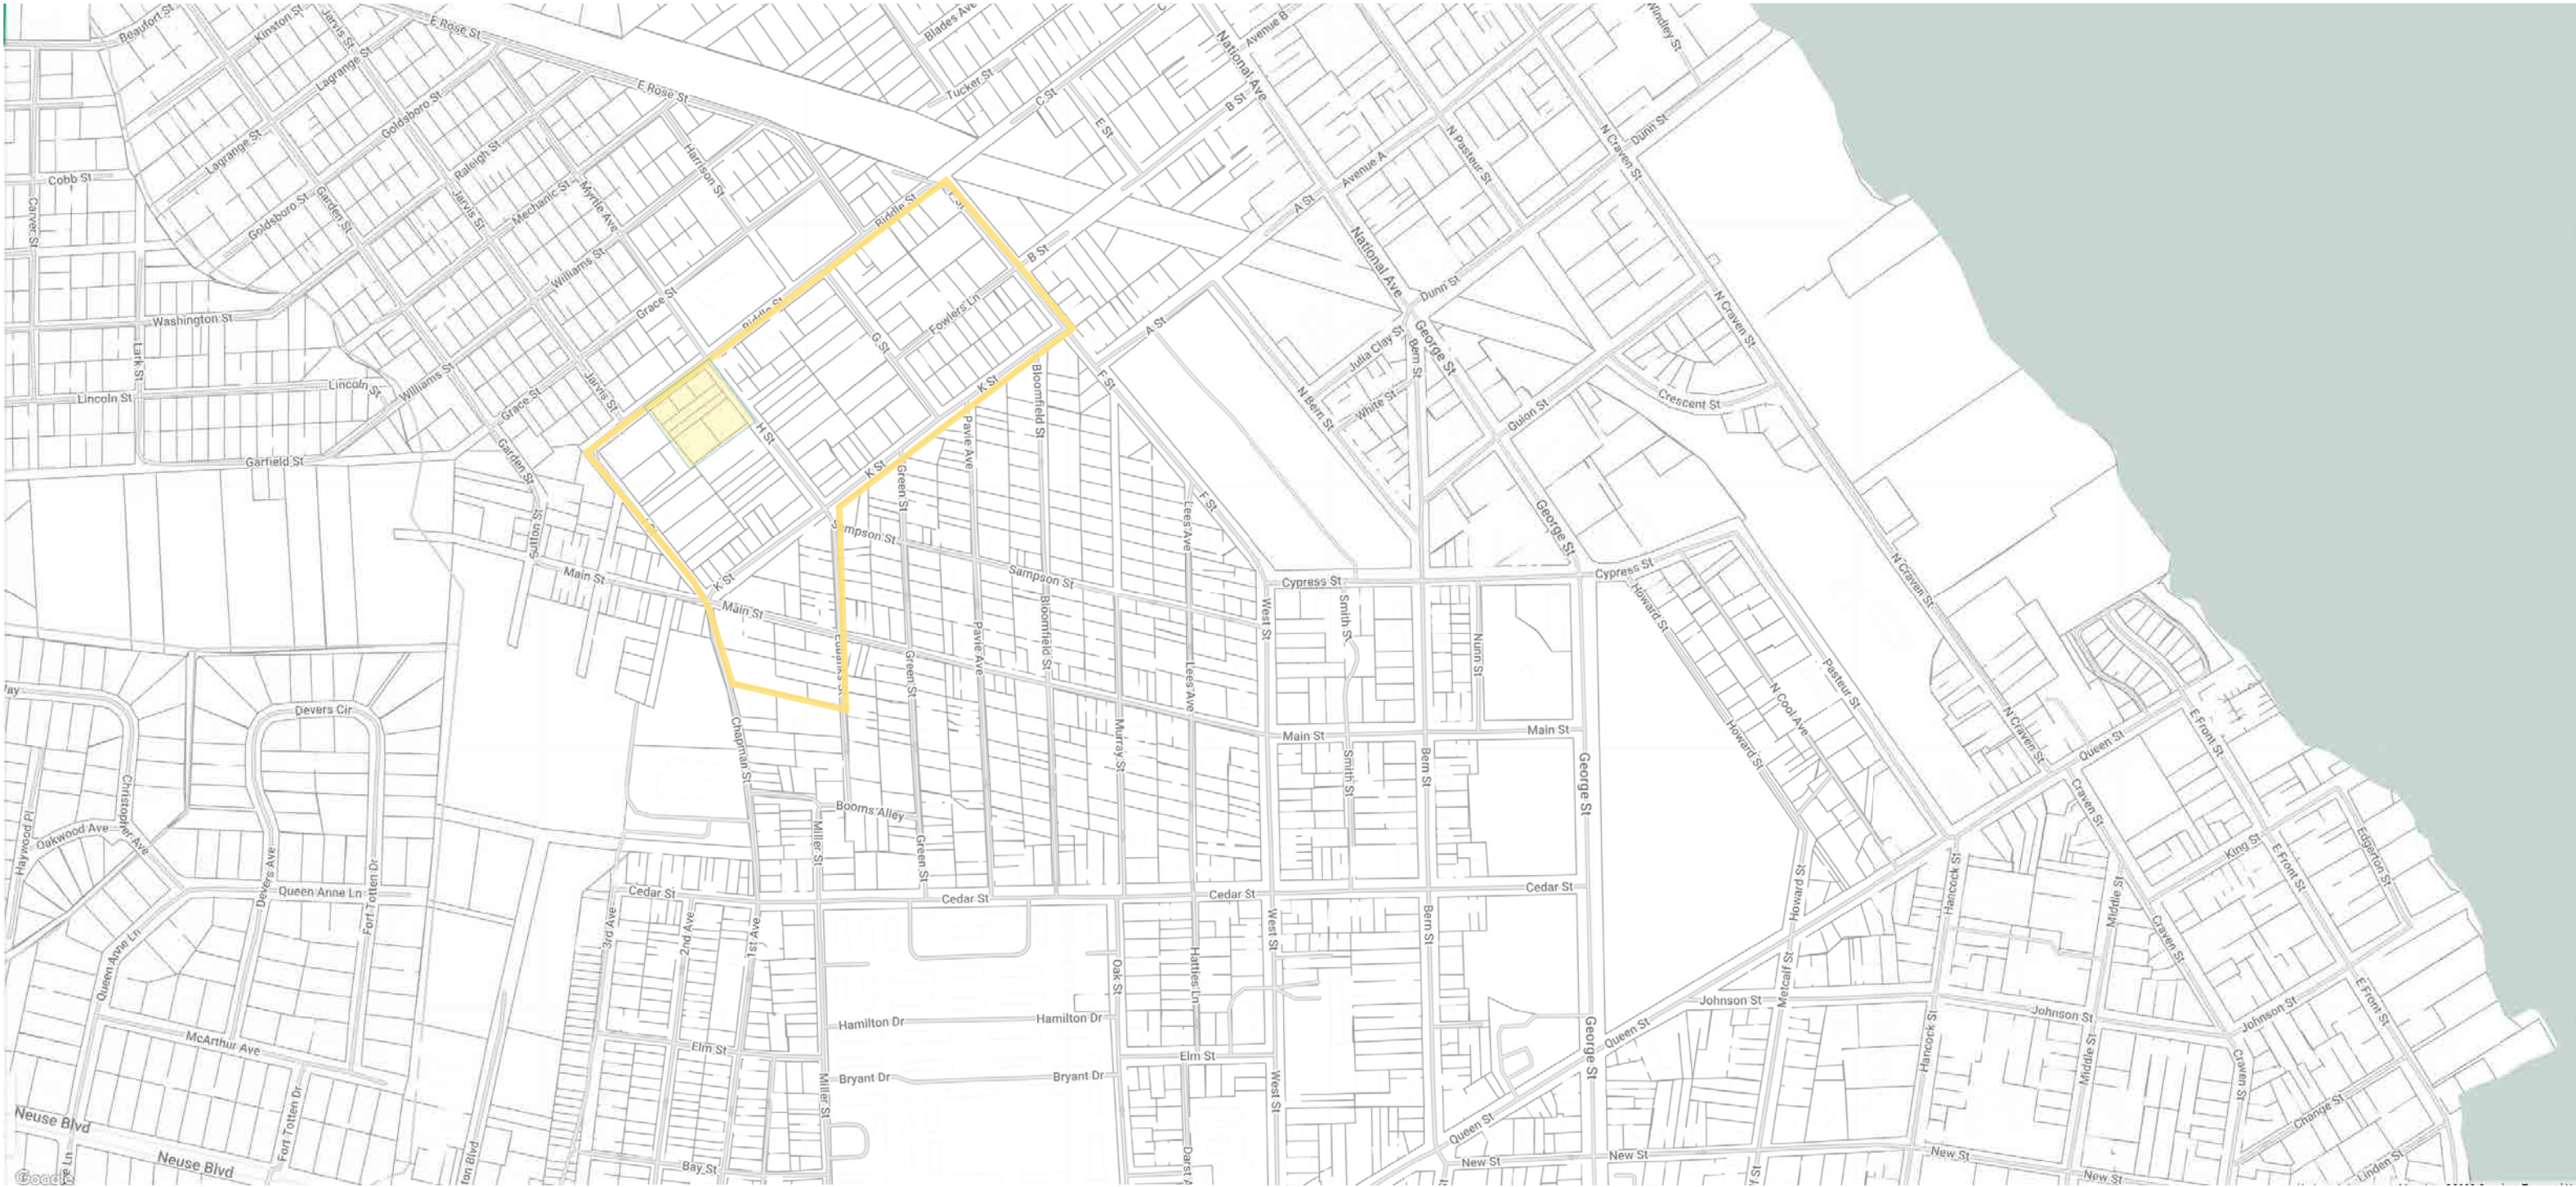 Beaufort St
Kinston St
Jarvis St
E Rose St
Blades Ave
National Ave
Avenue B
Windley St
Lagrange St
Tucker St
E Rose St
C St
B St
Goldsboro St
E St
Lagrange St
Raleigh St
Harrison St
N Pasteur St
N Craven St
Dunn St
Cobb St
Mechanic St
Myrtle Ave
Avenue A
Carver St
Goldsboro St
Garden St
Jarvis St
Riddle St
A St
B St
National Ave
Williams St
Grace St
Dunn St
N Craven St
Washington St
Riddle St
Fowlers Ln
A St
G St
Julia Clay St
George St
Bern St
Lark St
Lincoln St
Lincoln St
Williams St
Jarvis St
Grace St
K St
Bloomfield St
F St
N Bern St
White St
Guion St
Crescent St
H St
Pavie Ave
Garfield St
Garden St
K St
Green St
F St
Lees Ave
George St
Sutton St
Sampson St
Main St
K St
Sampson St
Cypress St
Cypress St
N Craven St
Main St
Bloomfield St
West St
Smith St
Howard St
Nunn St
Pavie Ave
Green St
Lees Ave
Pasteur St
N Cool Ave
Devers Cir
Chapman St
Murray St
Main St
Main St
Howard St
N Craven St
E Front St
Queen St
Bern St
Smith St
George St
Christopher Ave
Booms Alley
Craven St
Haywood Pl
Oakwood Ave
Miller St
Green St
King St
Edgerton St
E Front St
Devers Ave
Queen Anne Ln
Fort Totten Dr
Cedar St
Cedar St
Cedar St
Cedar St
Howard St
Hancock St
Middle St
3rd Ave
2nd Ave
1st Ave
West St
Bern St
Craven St
Queen Anne Ln
Oak St
Hatties Ln
Metcalf St
E Front St
Johnson St
Johnson St
Johnson St
Hamilton Dr
Hamilton Dr
Queen St
George St
Hancock St
Middle St
McArthur Ave
Elm St
Elm St
Bryant Dr
Bryant Dr
West St
Craven St
Miller St
Fort Totten Dr
Change St
Neuse Blvd
Neuse Blvd
Queen St
Bay St
New St
New St
New St
New St
Linden St
Google